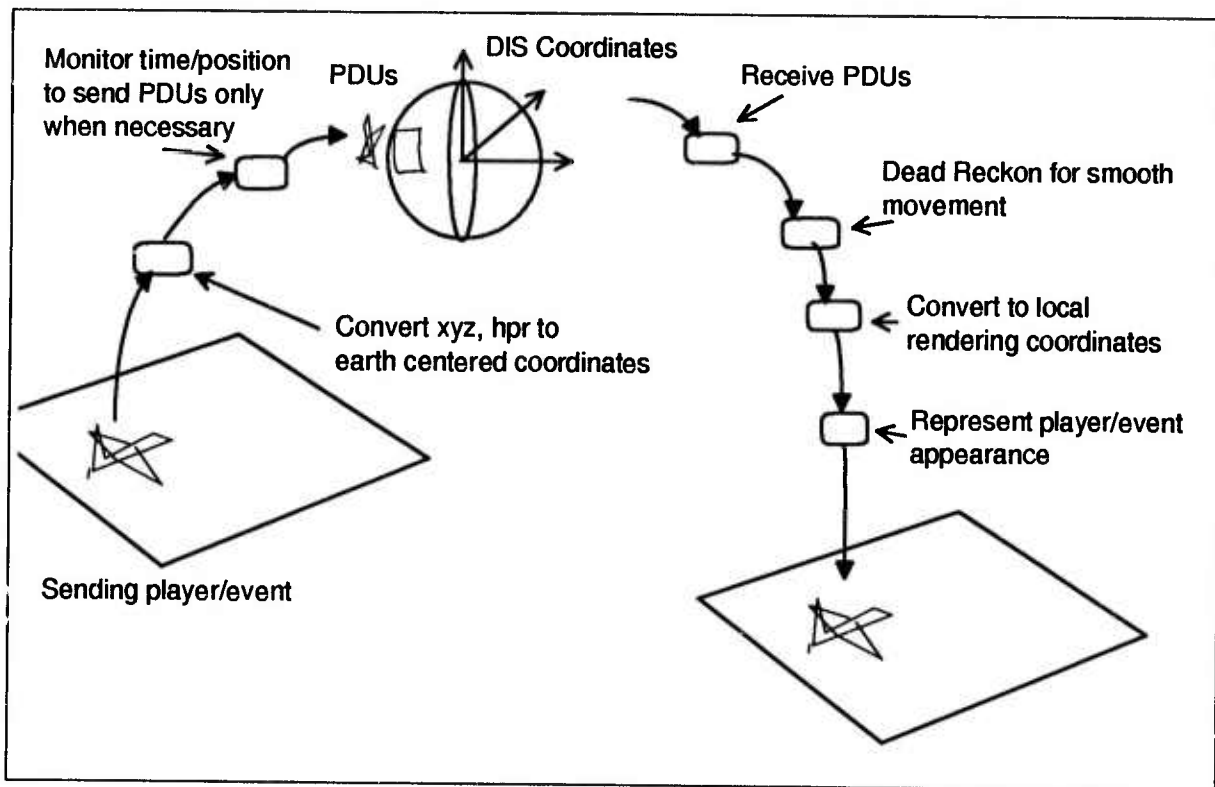 Monitor time/position
to send PDUs only
when necessary
PDUs
DIS Coordinates
Receive PDUs
Dead Reckon for smooth
movement
Convert xyz, hpr to
earth centered coordinates
Convert to local
rendering coordinates
Represent player/event
appearance
Sending player/event